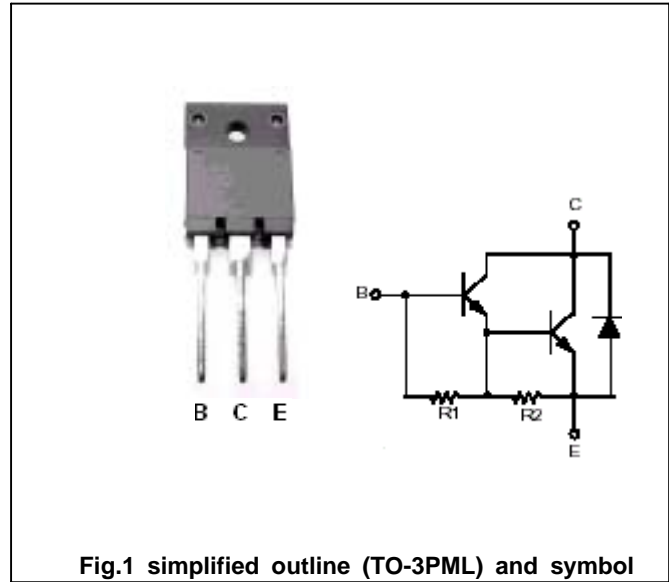 C
B
R1 R2
B C E
E
Fig.1 simplified outline (TO-3PML) and symbol